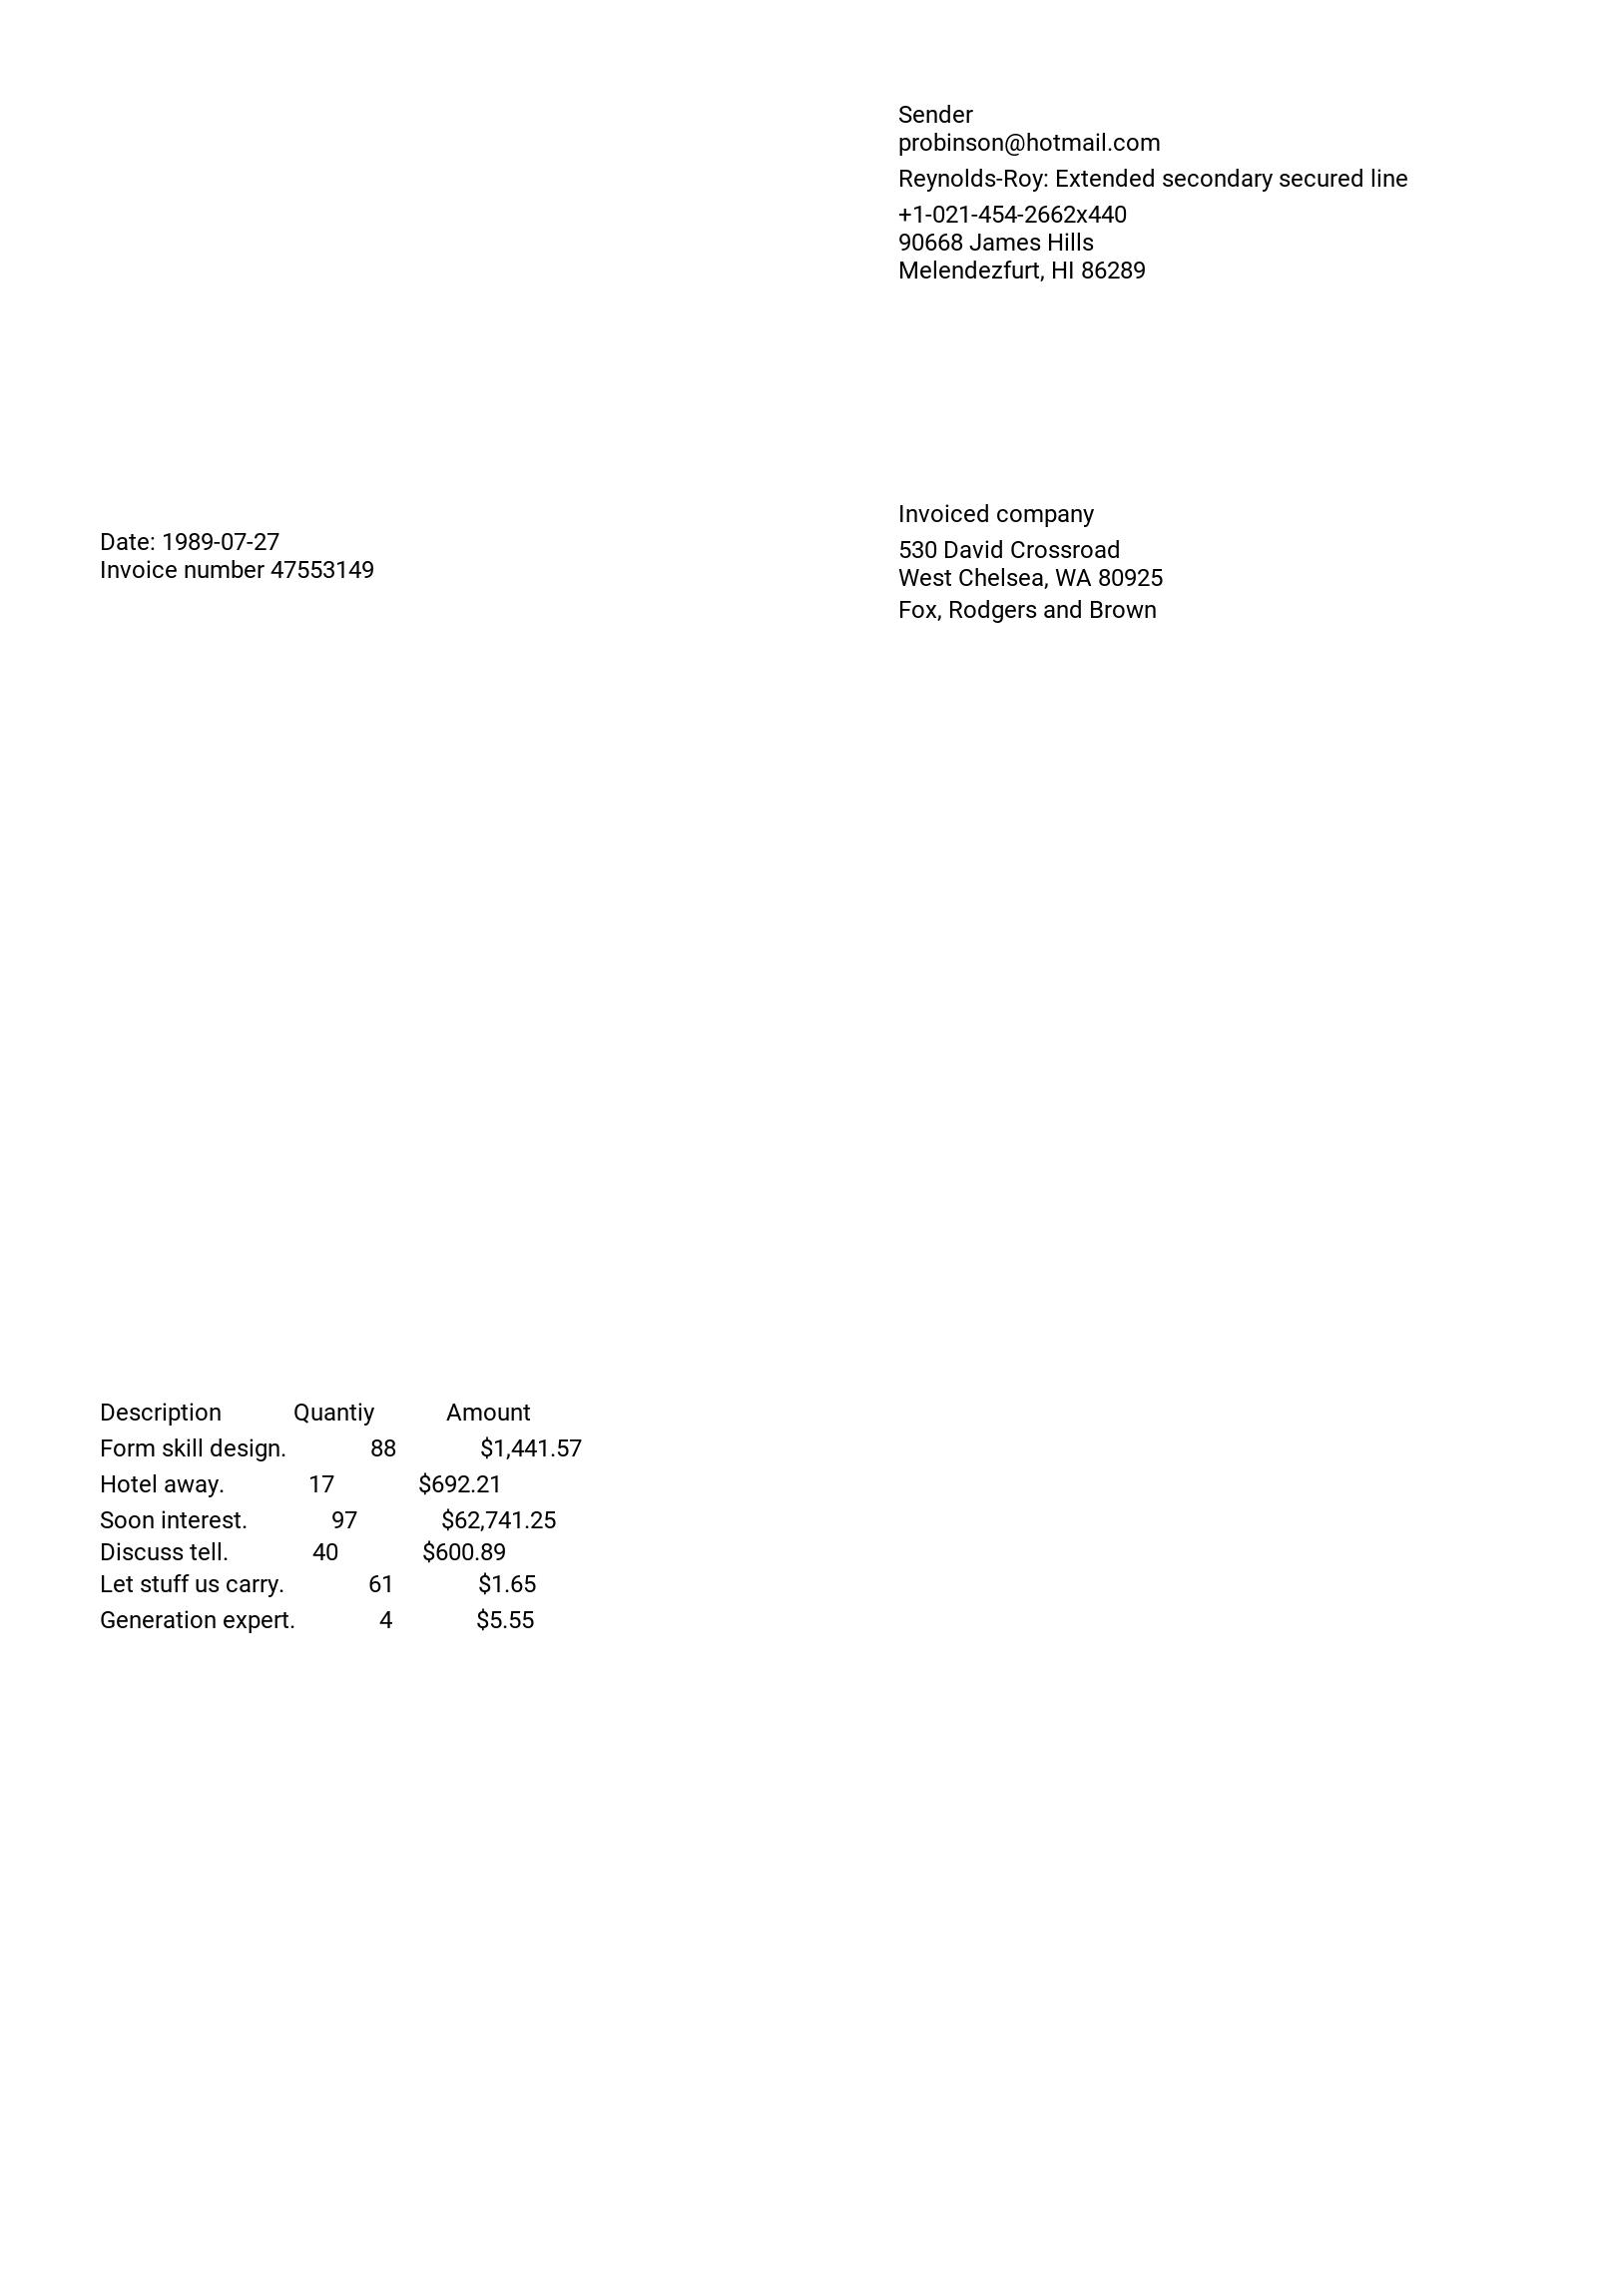 Sender
probinson@hotmail.com
Reynolds-Roy: Extended secondary secured line
+1-021-454-2662x440
90668 James Hills
Melendezfurt, HI 86289
Date: 1989-07-27
Invoice number 47553149
Invoiced company
530 David Crossroad
West Chelsea, WA 80925
Fox, Rodgers and Brown
Description Quantiy Amount
Form skill design. 88 $1,441.57
Hotel away. 17 $692.21
Soon interest. 97 $62,741.25
Discuss tell. 40 $600.89
Let stuff us carry. 61 $1.65
Generation expert. 4 $5.55